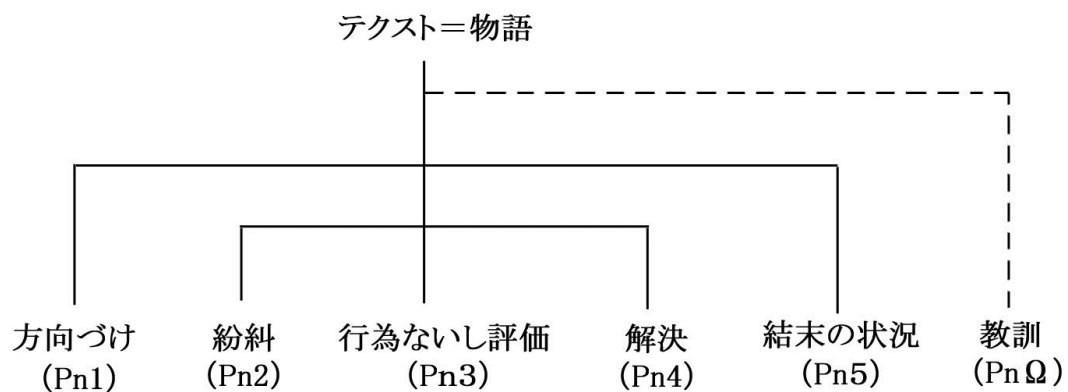 テクスト＝物語
方向づけ 紛糾 行為ないし評価 解決 結末の状況 教訓
(Pn1) (Pn2) (Pn3) (Pn4) (Pn5) (PnΩ)